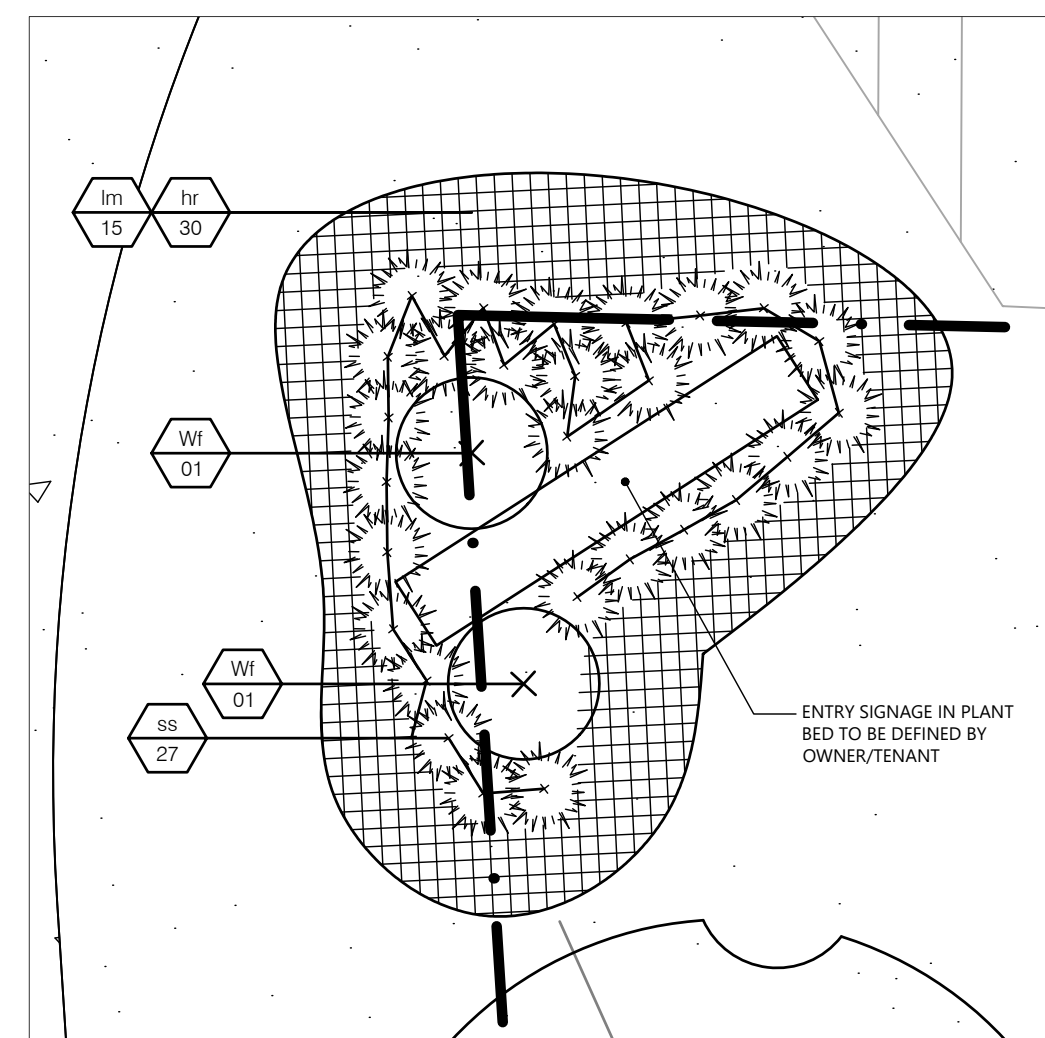 lm hr
15 30
Wf
01
Wf
01
ss
27
ENTRY SIGNAGE IN PLANT
BED TO BE DEFINED BY
OWNER/TENANT